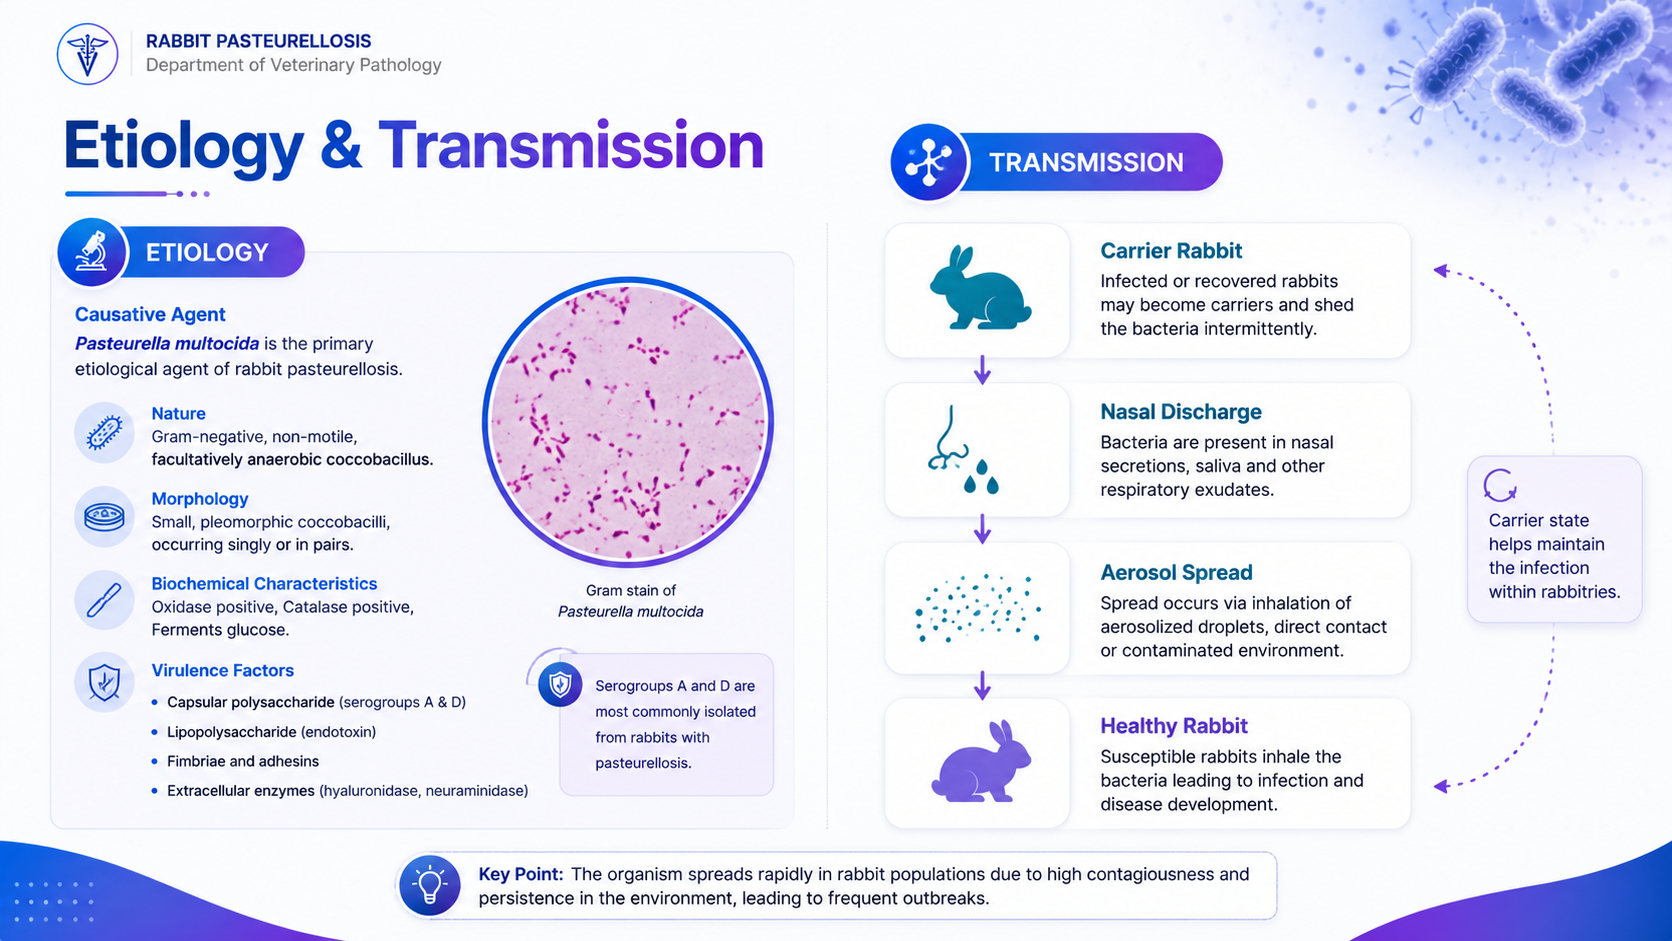 RABBIT PASTEURELLOSIS
Department of Veterinary Pathology
Etiology & Transmission
ETIOLOGY
Causative Agent
Pasteurella multocida is the primary
etiological agent of rabbit pasteurellosis.
Nature
Gram-negative, non-motile,
facultatively anaerobic coccobacillus.
Morphology
Small, pleomorphic coccobacilli,
occurring singly or in pairs.
Biochemical Characteristics
Oxidase positive, Catalase positive,
Ferments glucose.
Virulence Factors
• Capsular polysaccharide (serogroups A & D)
• Lipopolysaccharide (endotoxin)
• Fimbriae and adhesins
• Extracellular enzymes (hyaluronidase, neuraminidase)
Gram stain of
Pasteurella multocida
Serogroups A and D are
most commonly isolated
from rabbits with
pasteurellosis.
TRANSMISSION
Carrier Rabbit
Infected or recovered rabbits
may become carriers and shed
the bacteria intermittently.
Nasal Discharge
Bacteria are present in nasal
secretions, saliva and other
respiratory exudates.
Aerosol Spread
Spread occurs via inhalation of
aerosolized droplets, direct contact
or contaminated environment.
Healthy Rabbit
Susceptible rabbits inhale the
bacteria leading to infection and
disease development.
Carrier state
helps maintain
the infection
within rabbitries.
Key Point: The organism spreads rapidly in rabbit populations due to high contagiousness and
persistence in the environment, leading to frequent outbreaks.